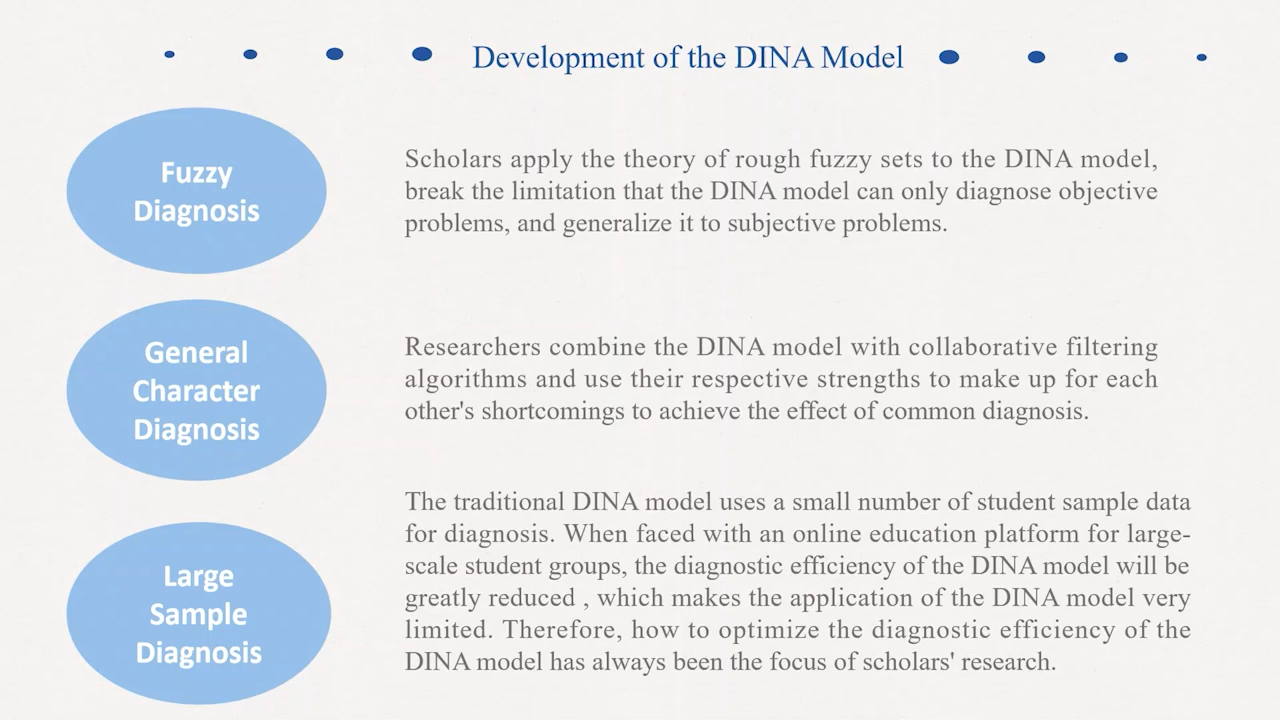 Development of the DINA Model
Fuzzy
Diagnosis
Scholars apply the theory of rough fuzzy sets to the DINA model,
break the limitation that the DINA model can only diagnose objective
problems, and generalize it to subjective problems.
General
Character
Diagnosis
Researchers combine the DINA model with collaborative filtering
algorithms and use their respective strengths to make up for each
other's shortcomings to achieve the effect of common diagnosis.
Large
Sample
Diagnosis
The traditional DINA model uses a small number of student sample data
for diagnosis. When faced with an online education platform for large-
scale student groups, the diagnostic efficiency of the DINA model will be
greatly reduced , which makes the application of the DINA model very
limited. Therefore, how to optimize the diagnostic efficiency of the
DINA model has always been the focus of scholars' research.